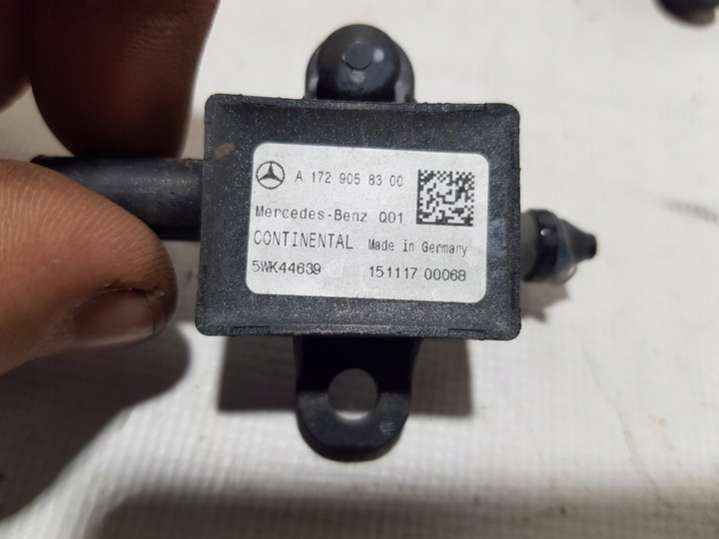 A 172 905 83 00
Mercedes-Benz Q01
CONTINENTAL Made in Germany
5WK44639 151117 00068